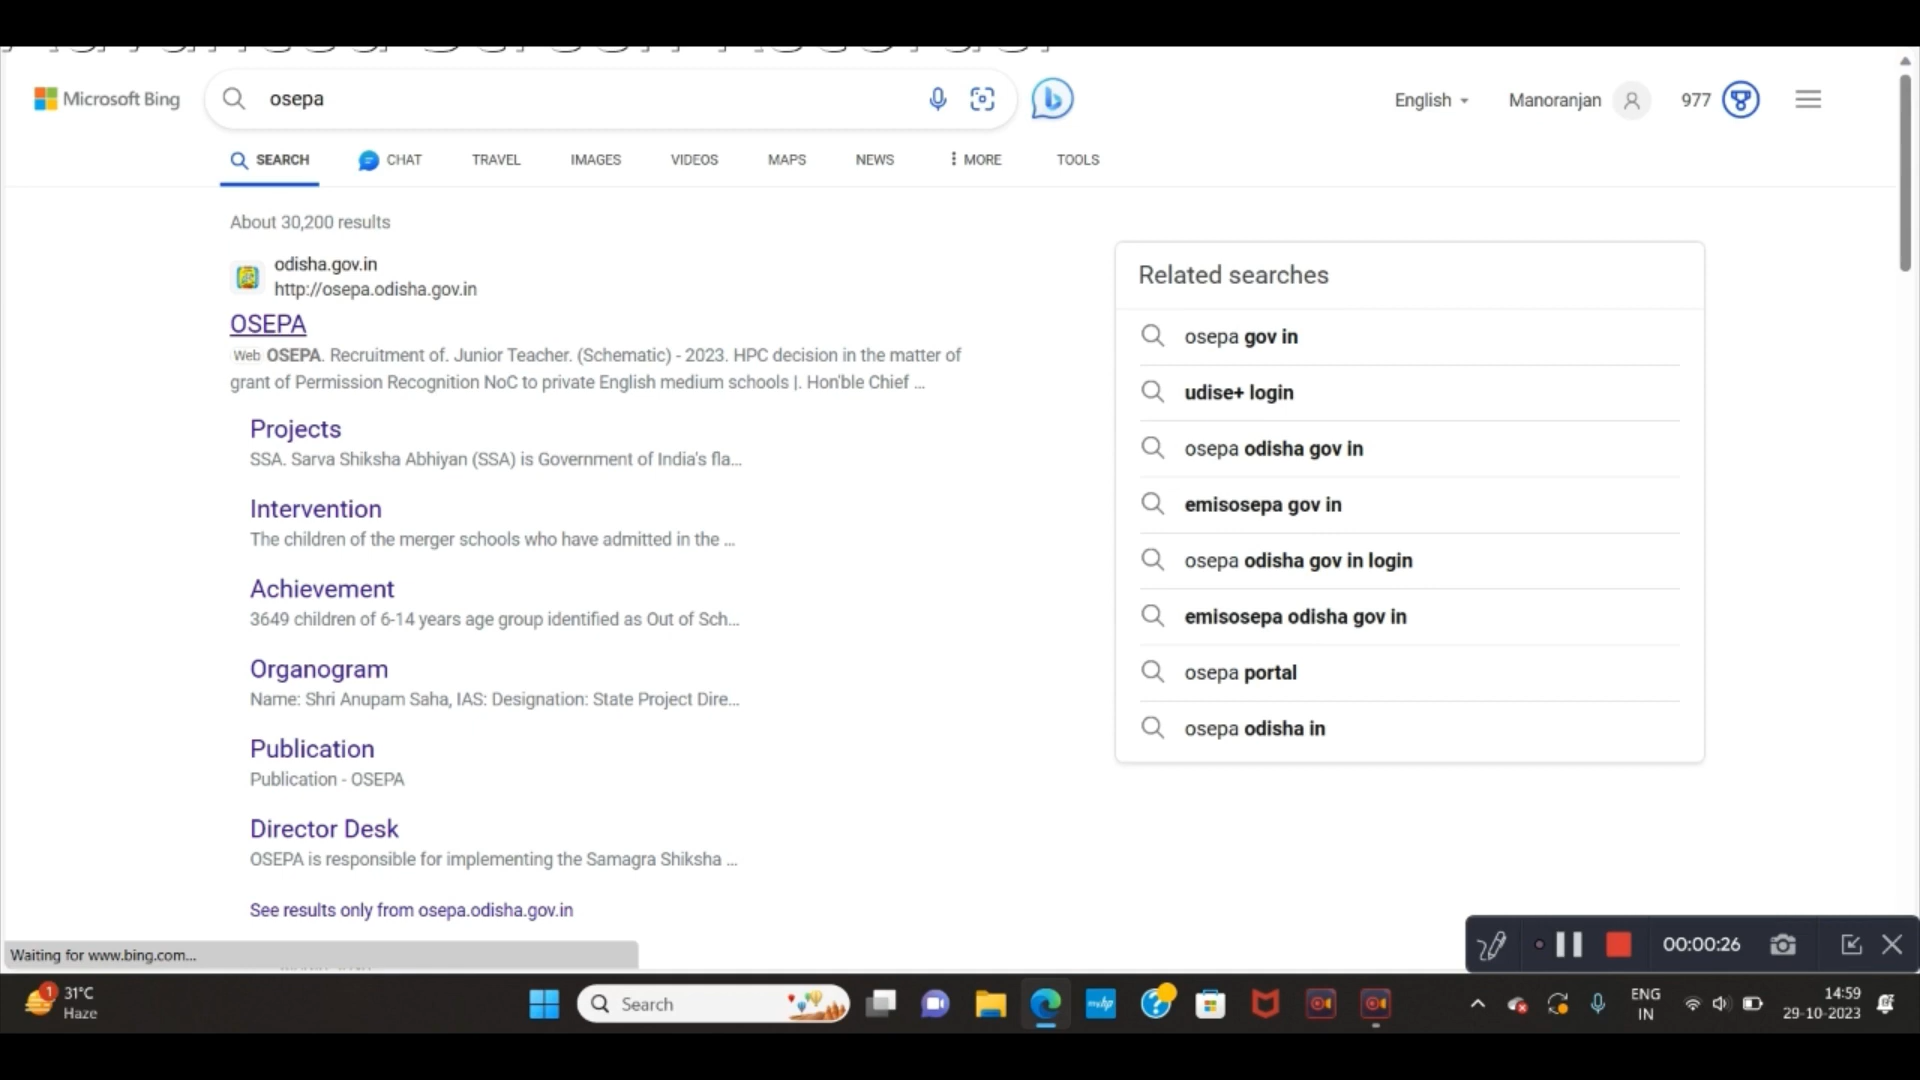 Advanced Screen Recorder
Microsoft Bing
osepa
English
Manoranjan
977
SEARCH
CHAT
TRAVEL
IMAGES
VIDEOS
MAPS
NEWS
MORE
TOOLS
About 30,200 results
odisha.gov.in
http://osepa.odisha.gov.in
OSEPA
Web OSEPA. Recruitment of. Junior Teacher. (Schematic) - 2023. HPC decision in the matter of
grant of Permission Recognition NoC to private English medium schools |. Hon'ble Chief ...
Projects
SSA. Sarva Shiksha Abhiyan (SSA) is Government of India's fla...
Intervention
The children of the merger schools who have admitted in the ...
Achievement
3649 children of 6-14 years age group identified as Out of Sch...
Organogram
Name: Shri Anupam Saha, IAS: Designation: State Project Dire...
Publication
Publication - OSEPA
Director Desk
OSEPA is responsible for implementing the Samagra Shiksha ...
See results only from osepa.odisha.gov.in
Related searches
osepa gov in
udise+ login
osepa odisha gov in
emisosepa gov in
osepa odisha gov in login
emisosepa odisha gov in
osepa portal
osepa odisha in
Waiting for www.bing.com...
00:00:26
1
31°C
Haze
Search
myhp
ENG
IN
14:59
29-10-2023